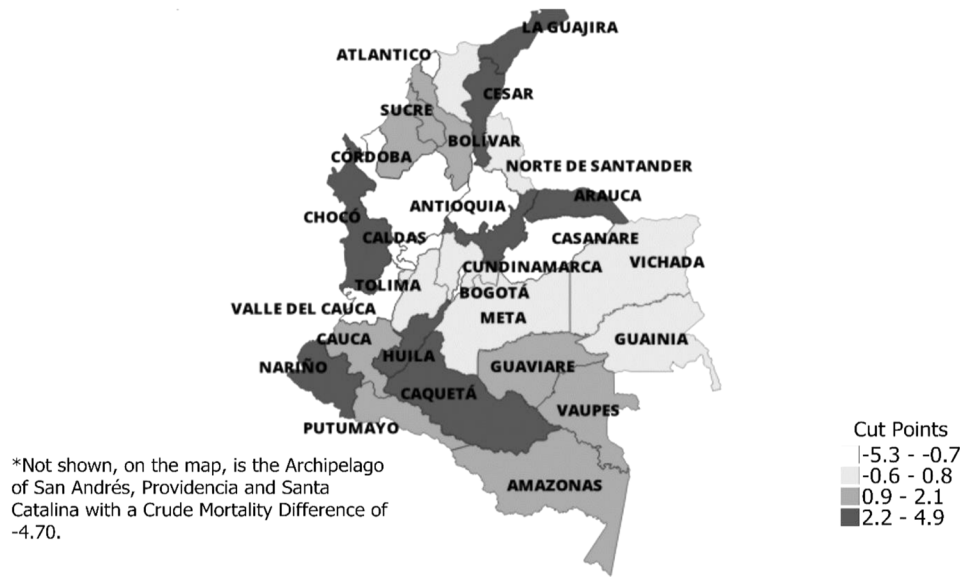 LA GUAJIRA
ATLANTICO
CESAR
SUCRE
BOLÍVAR
CÓRDOBA
NORTE DE SANTANDER
ARAUCA
ANTIOQUIA
CHOCÓ
CALDAS
CASANARE
VICHADA
CUNDINAMARCA
TOLIMA
BOGOTÁ
VALLE DEL CAUCA
META
CAUCA
GUAINIA
HUILA
NARIÑO
GUAVIARE
CAQUETÁ
VAUPES
PUTUMAYO
AMAZONAS
*Not shown, on the map, is the Archipelago
of San Andrés, Providencia and Santa
Catalina with a Crude Mortality Difference of
-4.70.
Cut Points
-5.3 - -0.7
-0.6 - 0.8
0.9 - 2.1
2.2 - 4.9